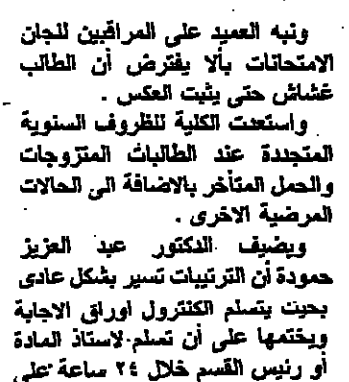 ونبه العميد على المراقبين للجان
الامتحانات بألا يفترض أن الطالب
غشاش حتى يثبت العكس .
واستعدت الكلية للظروف السنوية
المتجددة عند الطالبات المتزوجات
والحمل المتأخر بالاضافة الى الحالات
المرضية الاخرى .
ويضيف الدكتور عبد العزيز
حمودة أن الترتيبات تسير بشكل عادى
بحيث يتسلم الكنترول اوراق الاجابة
ويختمها على أن تسلم لاستاذ المادة
أو رئيس القسم خلال ٢٤ ساعة على